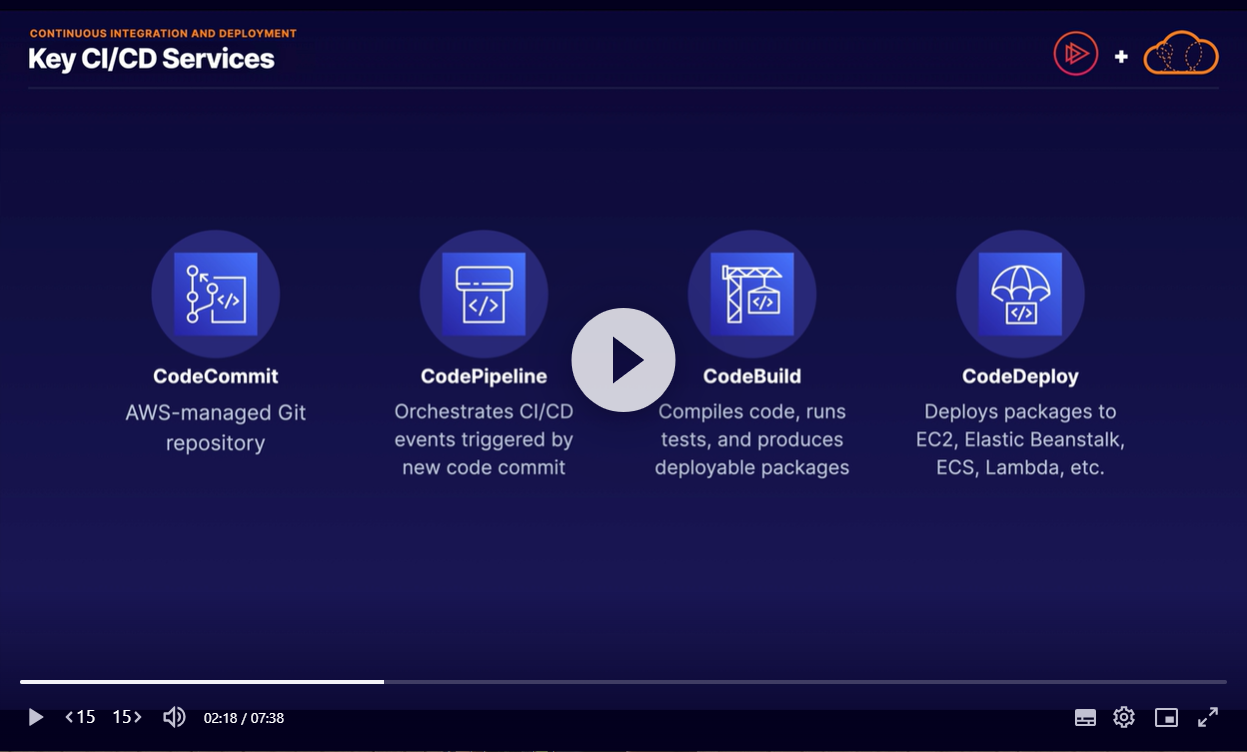 CONTINUOUS INTEGRATION AND DEPLOYMENT
Key CI/CD Services
+
</>
</>
</>
</>
CodeCommit
AWS-managed Git
repository
CodePipeline
Orchestrates CI/CD
events triggered by
new code commit
CodeBuild
Compiles code, runs
tests, and produces
deployable packages
CodeDeploy
Deploys packages to
EC2, Elastic Beanstalk,
ECS, Lambda, etc.
15 15 02:18 / 07:38